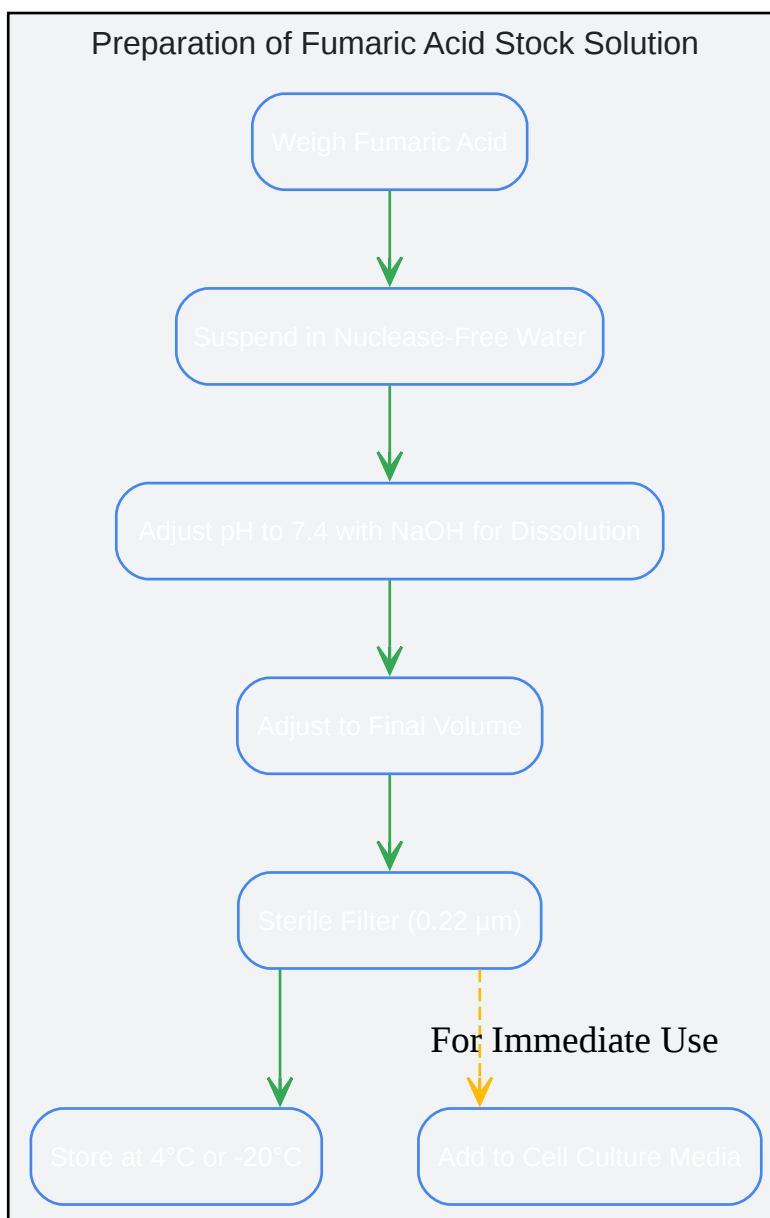 Preparation of Fumaric Acid Stock Solution
Weigh Fumaric Acid
Suspend in Nuclease-Free Water
Adjust pH to 7.4 with NaOH for Dissolution
Adjust to Final Volume
Sterile Filter (0.22 µm)
For Immediate Use
Store at 4°C or -20°C
Add to Cell Culture Media